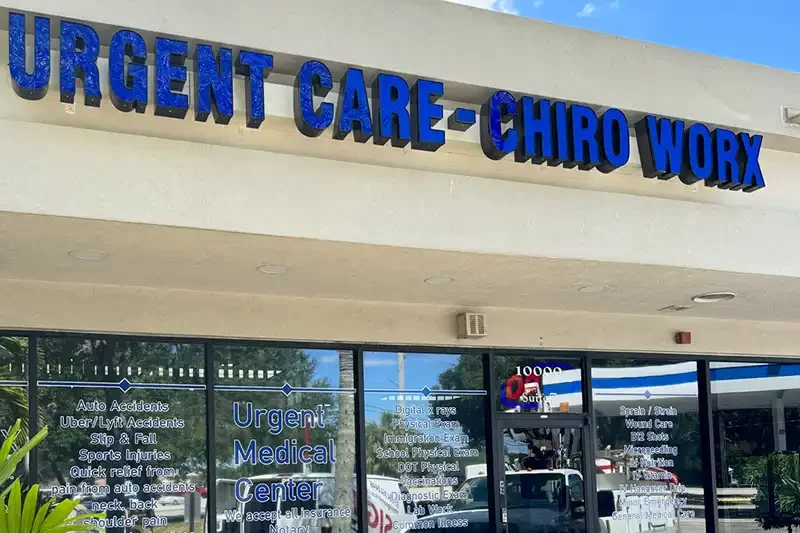 URGENT CARE-CHIRO WORX
Auto Accidents
Uber/Lyft Accidents
Slip & Fall
Sports Injuries
Quick relief from
pain from auto accidents,
neck, back
shoulder pain
Urgent
Medical
Center
We accept all insurance
Notary
Digital x rays
Physical Exam
Immigration Exam
School Physical Exam
DOT Physical
Vaccinations
Diagnostic Exam
Lab Work
Common Illness
10000
Suite
Sprain / Strain
Wound Care
B12 Shots
Microneedling
General Medical Care